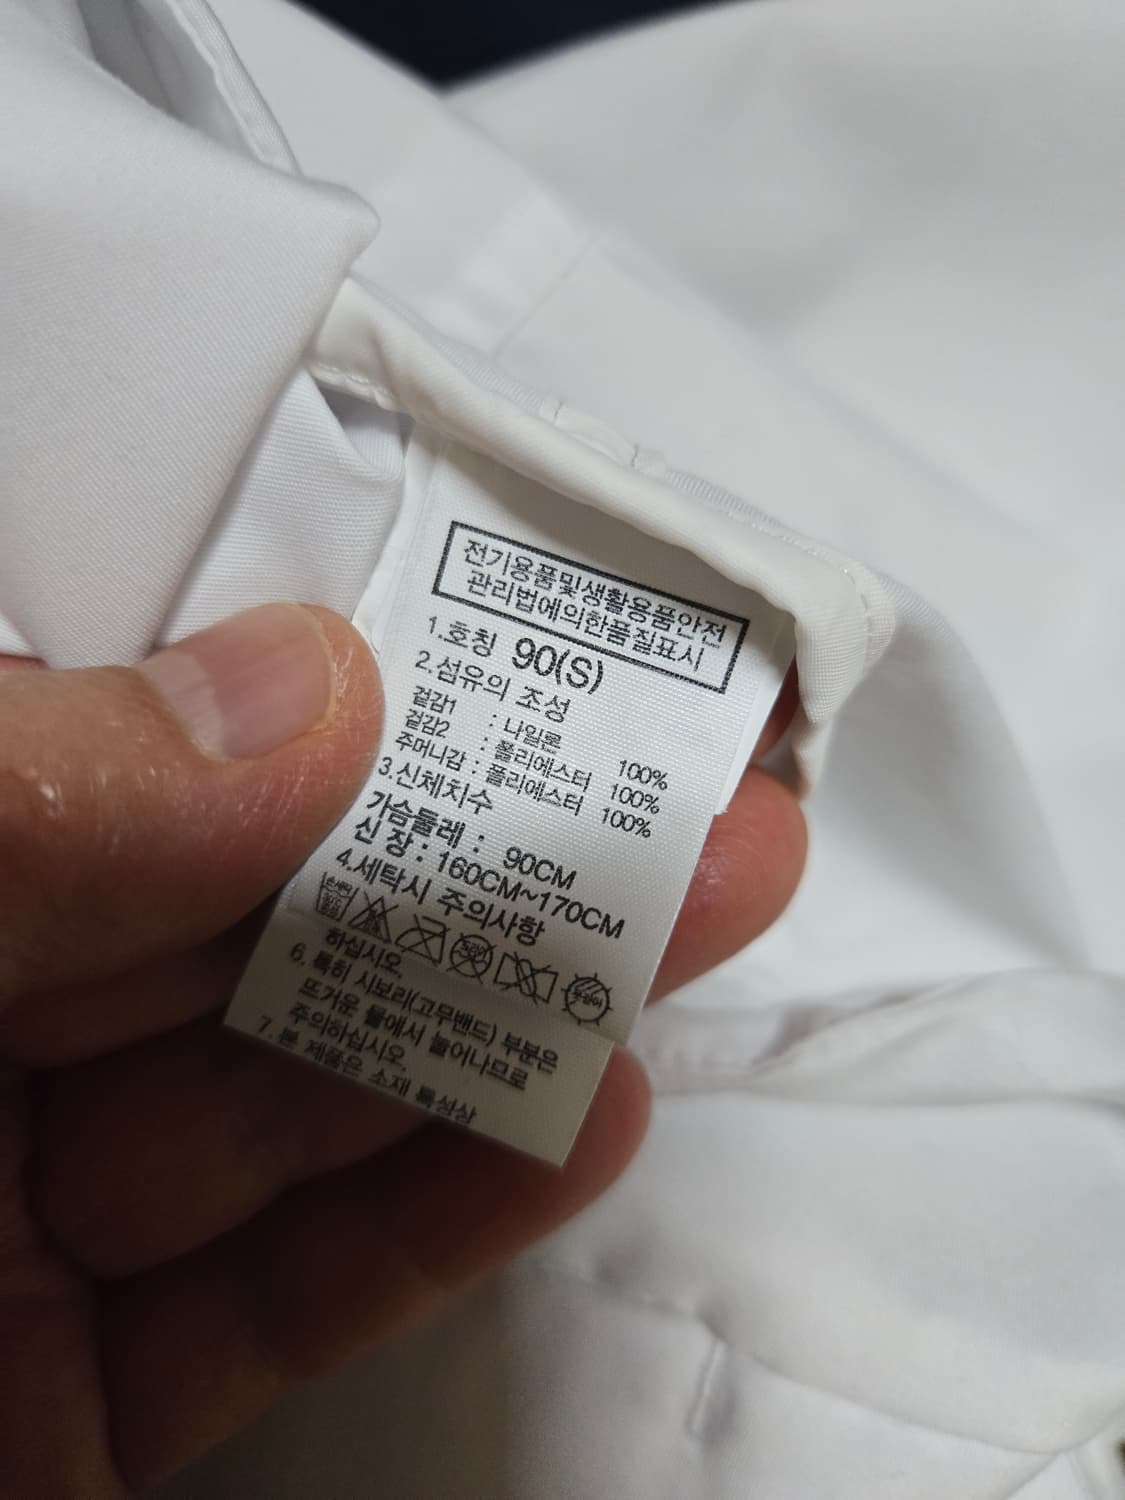 전기용품및생활용품안전
관리법에의한품질표시
1.호칭 90(S)
2.섬유의 조성
겉감1 : 나일론 100%
겉감2 : 폴리에스터 100%
주머니감 : 폴리에스터 100%
3.신체치수
가슴둘레 : 90CM
신 장 : 160CM~170CM
4.세탁시 주의사항
하십시오.
6. 특히 시보리(고무밴드) 부분은
뜨거운 물에서 늘어나므로
주의하십시오.
7. 본 제품은 소재 특성상